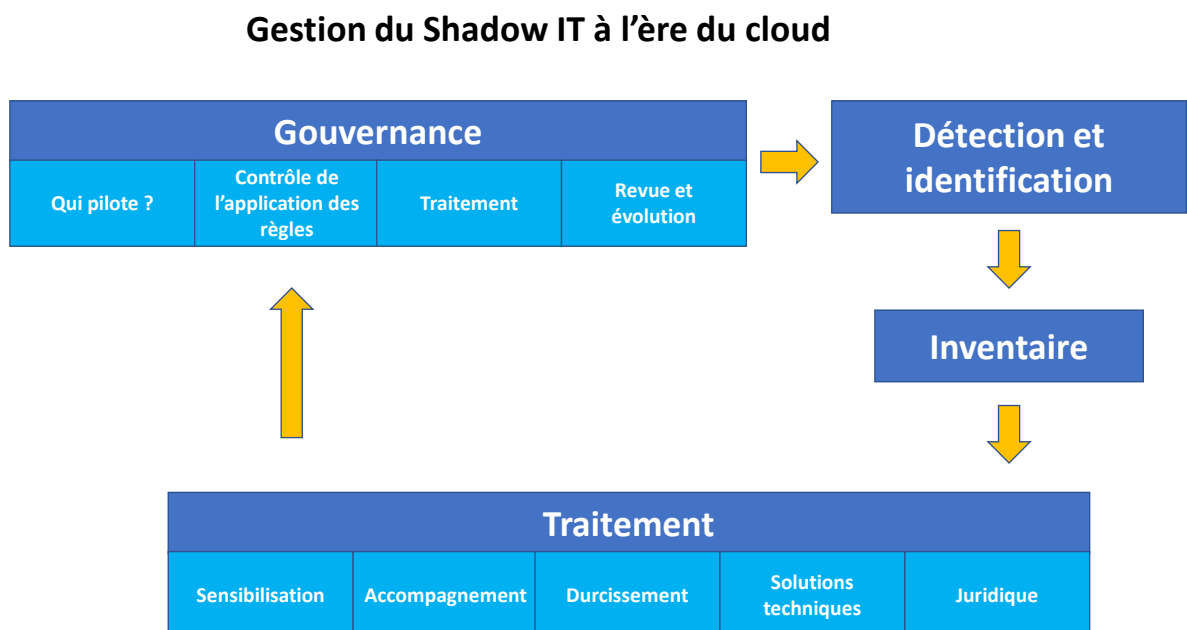 Gestion du Shadow IT à l’ère du cloud
Gouvernance
Qui pilote ?
Contrôle de
l’application des
règles
Traitement
Revue et
évolution
Détection et
identification
Inventaire
Traitement
Sensibilisation
Accompagnement
Durcissement
Solutions
techniques
Juridique